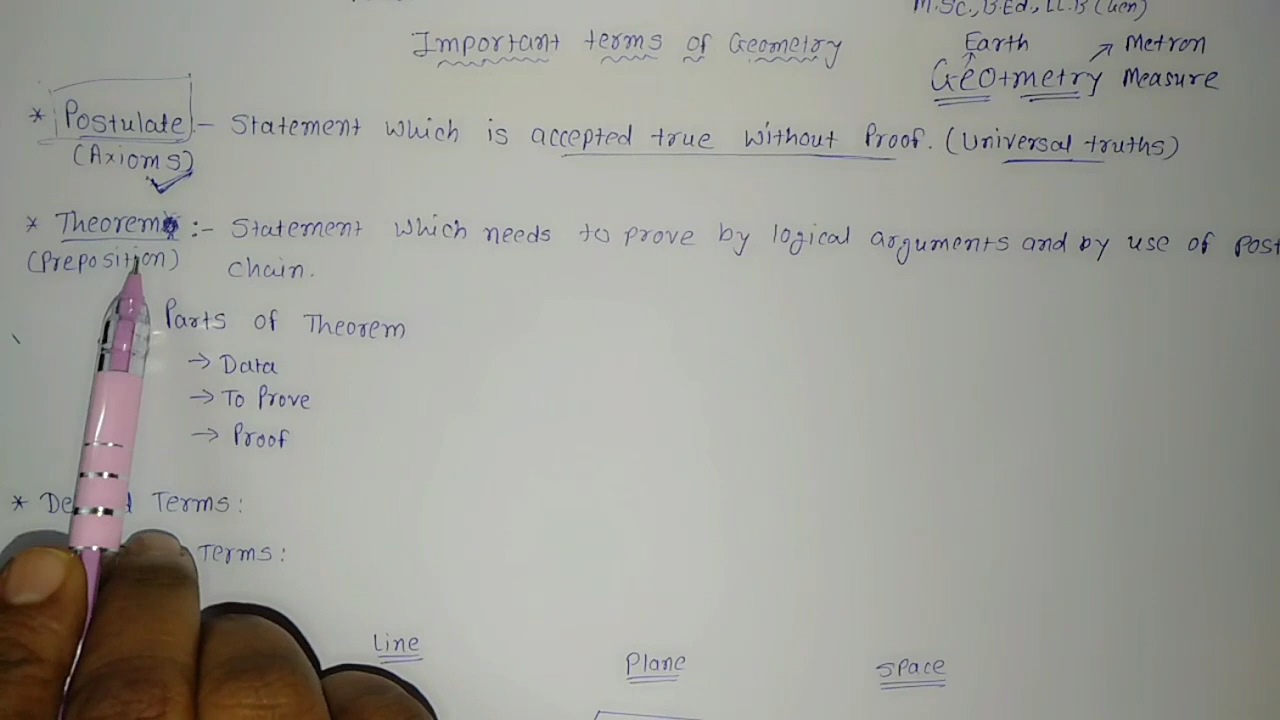 M.Sc., B.Ed., LL.B (Gen)
Important terms of Geometry
Earth Metron
Geo+metry Measure
* Postulate :- Statement which is accepted true without Proof. (Universal truths)
(Axioms)
* Theorem :- Statement which needs to prove by logical arguments and by use of Post
(Preposition) chain.
Parts of Theorem
→ Data
→ To Prove
→ Proof
* Terms:
Terms:
Line
Plane
Space